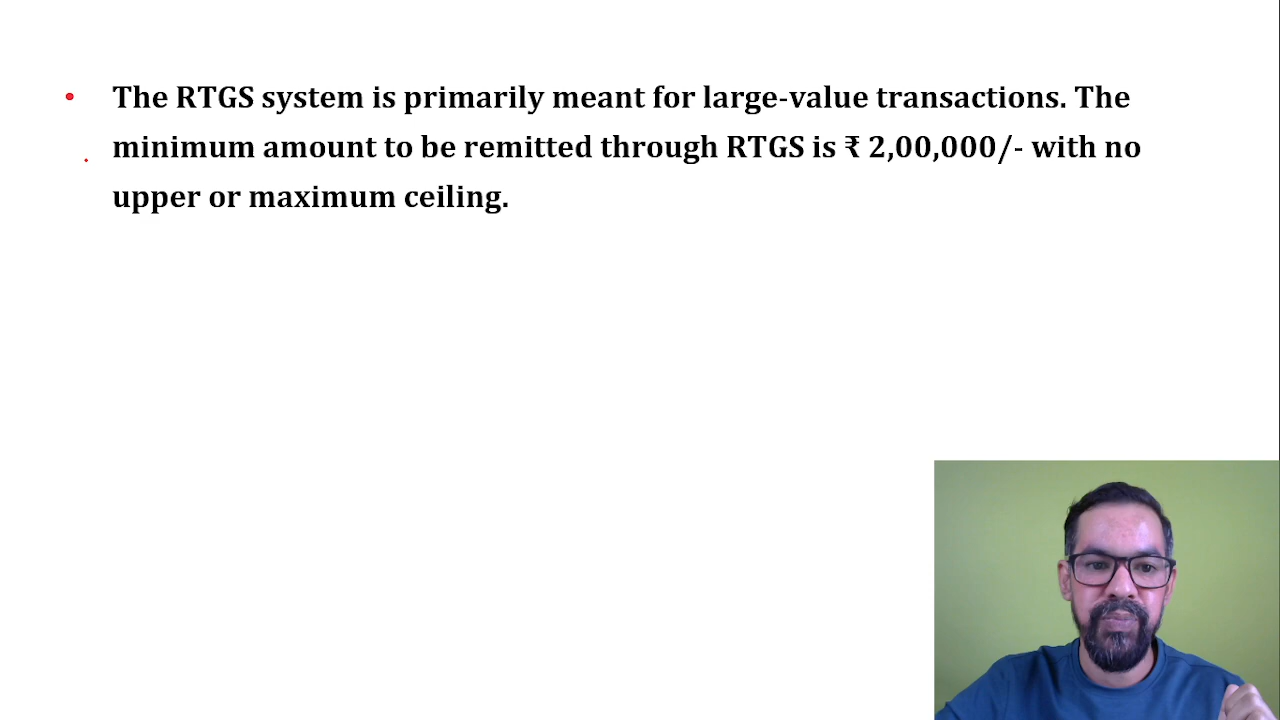 • The RTGS system is primarily meant for large-value transactions. The
minimum amount to be remitted through RTGS is ₹ 2,00,000/- with no
upper or maximum ceiling.